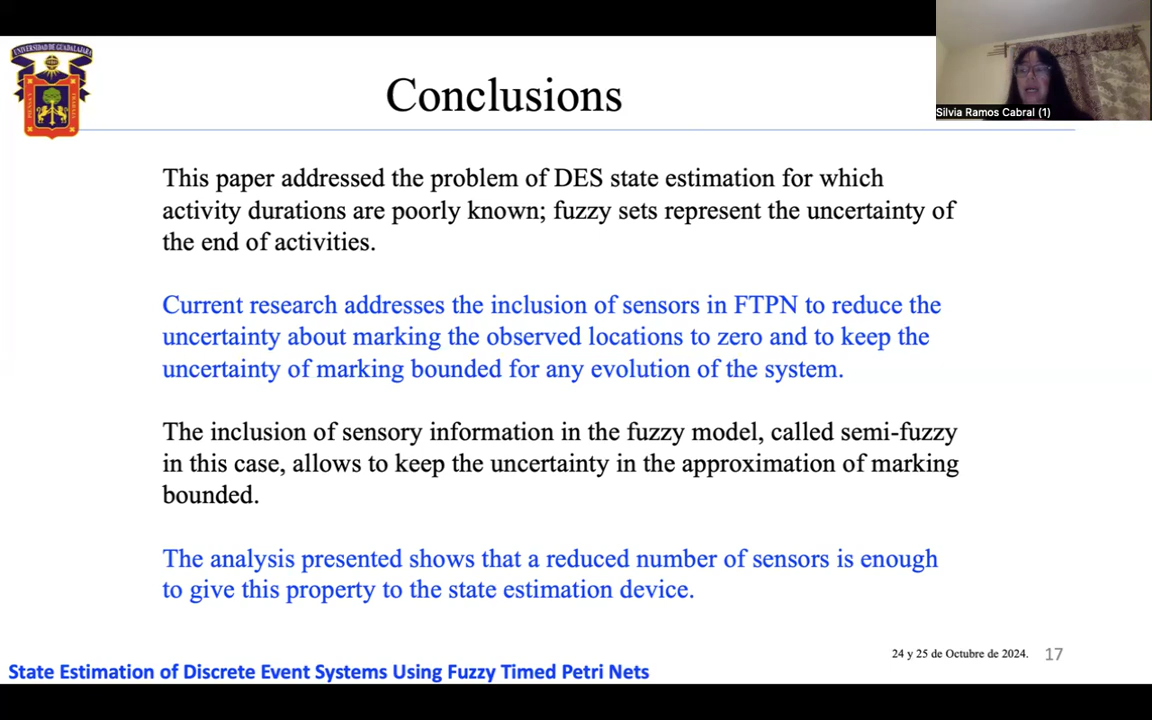 UNIVERSIDAD DE GUADALAJARA
Conclusions
Silvia Ramos Cabral (1)
This paper addressed the problem of DES state estimation for which
activity durations are poorly known; fuzzy sets represent the uncertainty of
the end of activities.
Current research addresses the inclusion of sensors in FTPN to reduce the
uncertainty about marking the observed locations to zero and to keep the
uncertainty of marking bounded for any evolution of the system.
The inclusion of sensory information in the fuzzy model, called semi-fuzzy
in this case, allows to keep the uncertainty in the approximation of marking
bounded.
The analysis presented shows that a reduced number of sensors is enough
to give this property to the state estimation device.
24 y 25 de Octubre de 2024. 17
State Estimation of Discrete Event Systems Using Fuzzy Timed Petri Nets